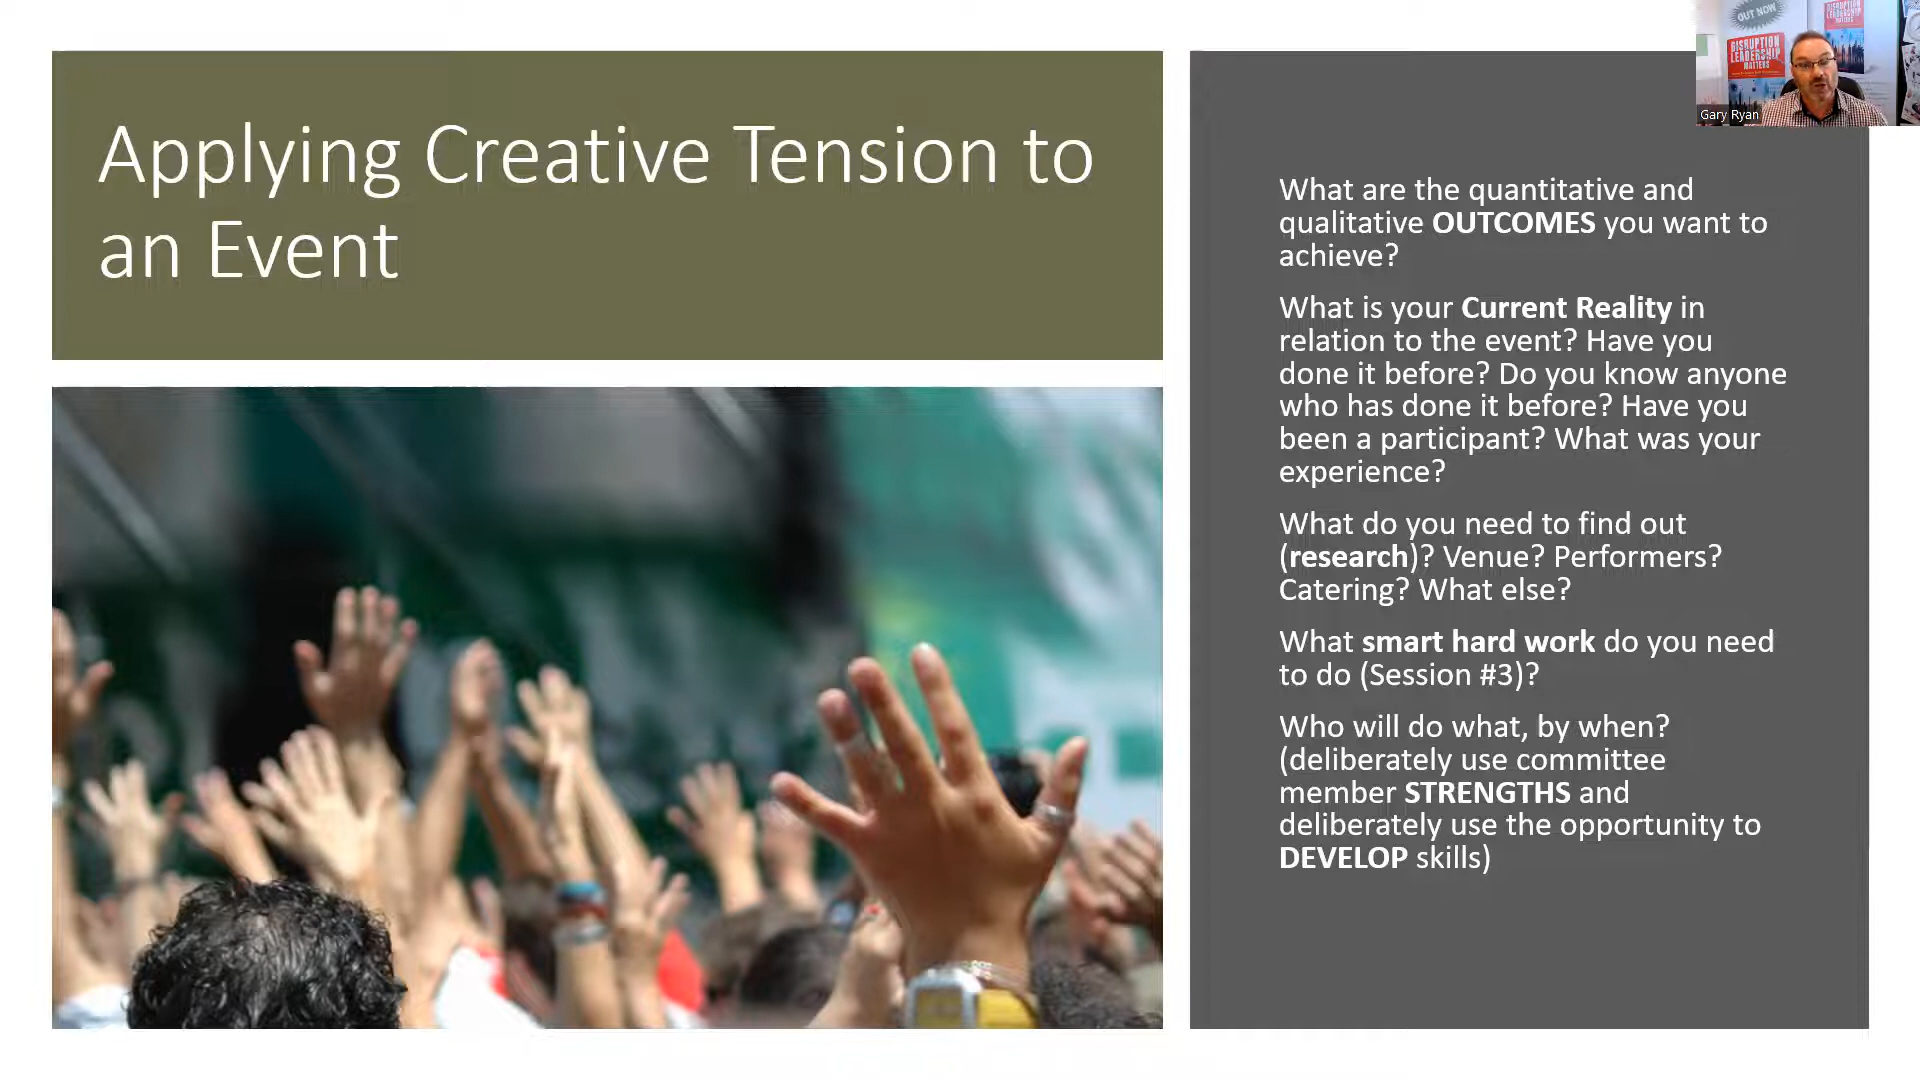 Applying Creative Tension to
an Event
OUT NOW
DISRUPTION
LEADERSHIP
MATTERS
Gary Ryan
What are the quantitative and
qualitative OUTCOMES you want to
achieve?
What is your Current Reality in
relation to the event? Have you
done it before? Do you know anyone
who has done it before? Have you
been a participant? What was your
experience?
What do you need to find out
(research)? Venue? Performers?
Catering? What else?
What smart hard work do you need
to do (Session #3)?
Who will do what, by when?
(deliberately use committee
member STRENGTHS and
deliberately use the opportunity to
DEVELOP skills)